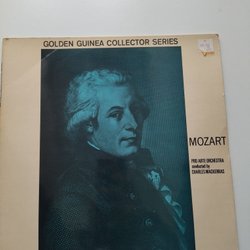 GOLDEN GUINEA COLLECTOR SERIES
MOZART
PRO ARTE ORCHESTRA
conducted by
CHARLES MACKERRAS